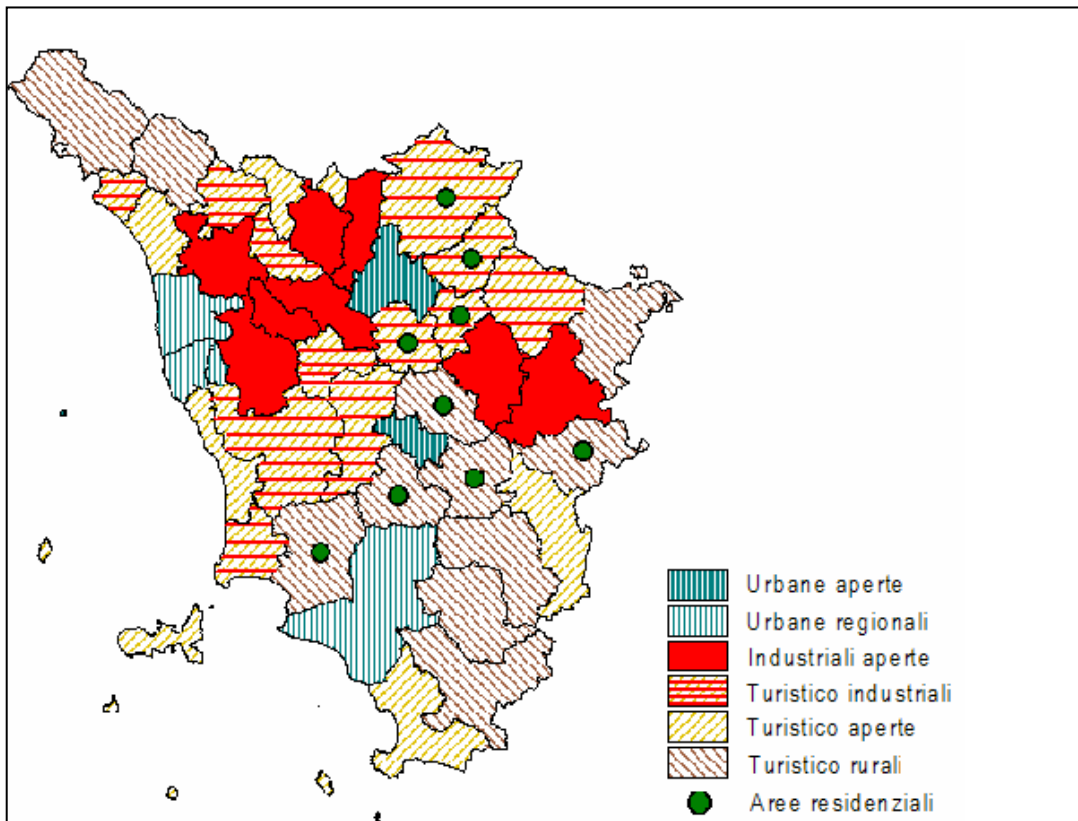 Urbane aperte
Urbane regionali
Industriali aperte
Turistico industriali
Turistico aperte
Turistico rurali
Aree residenziali